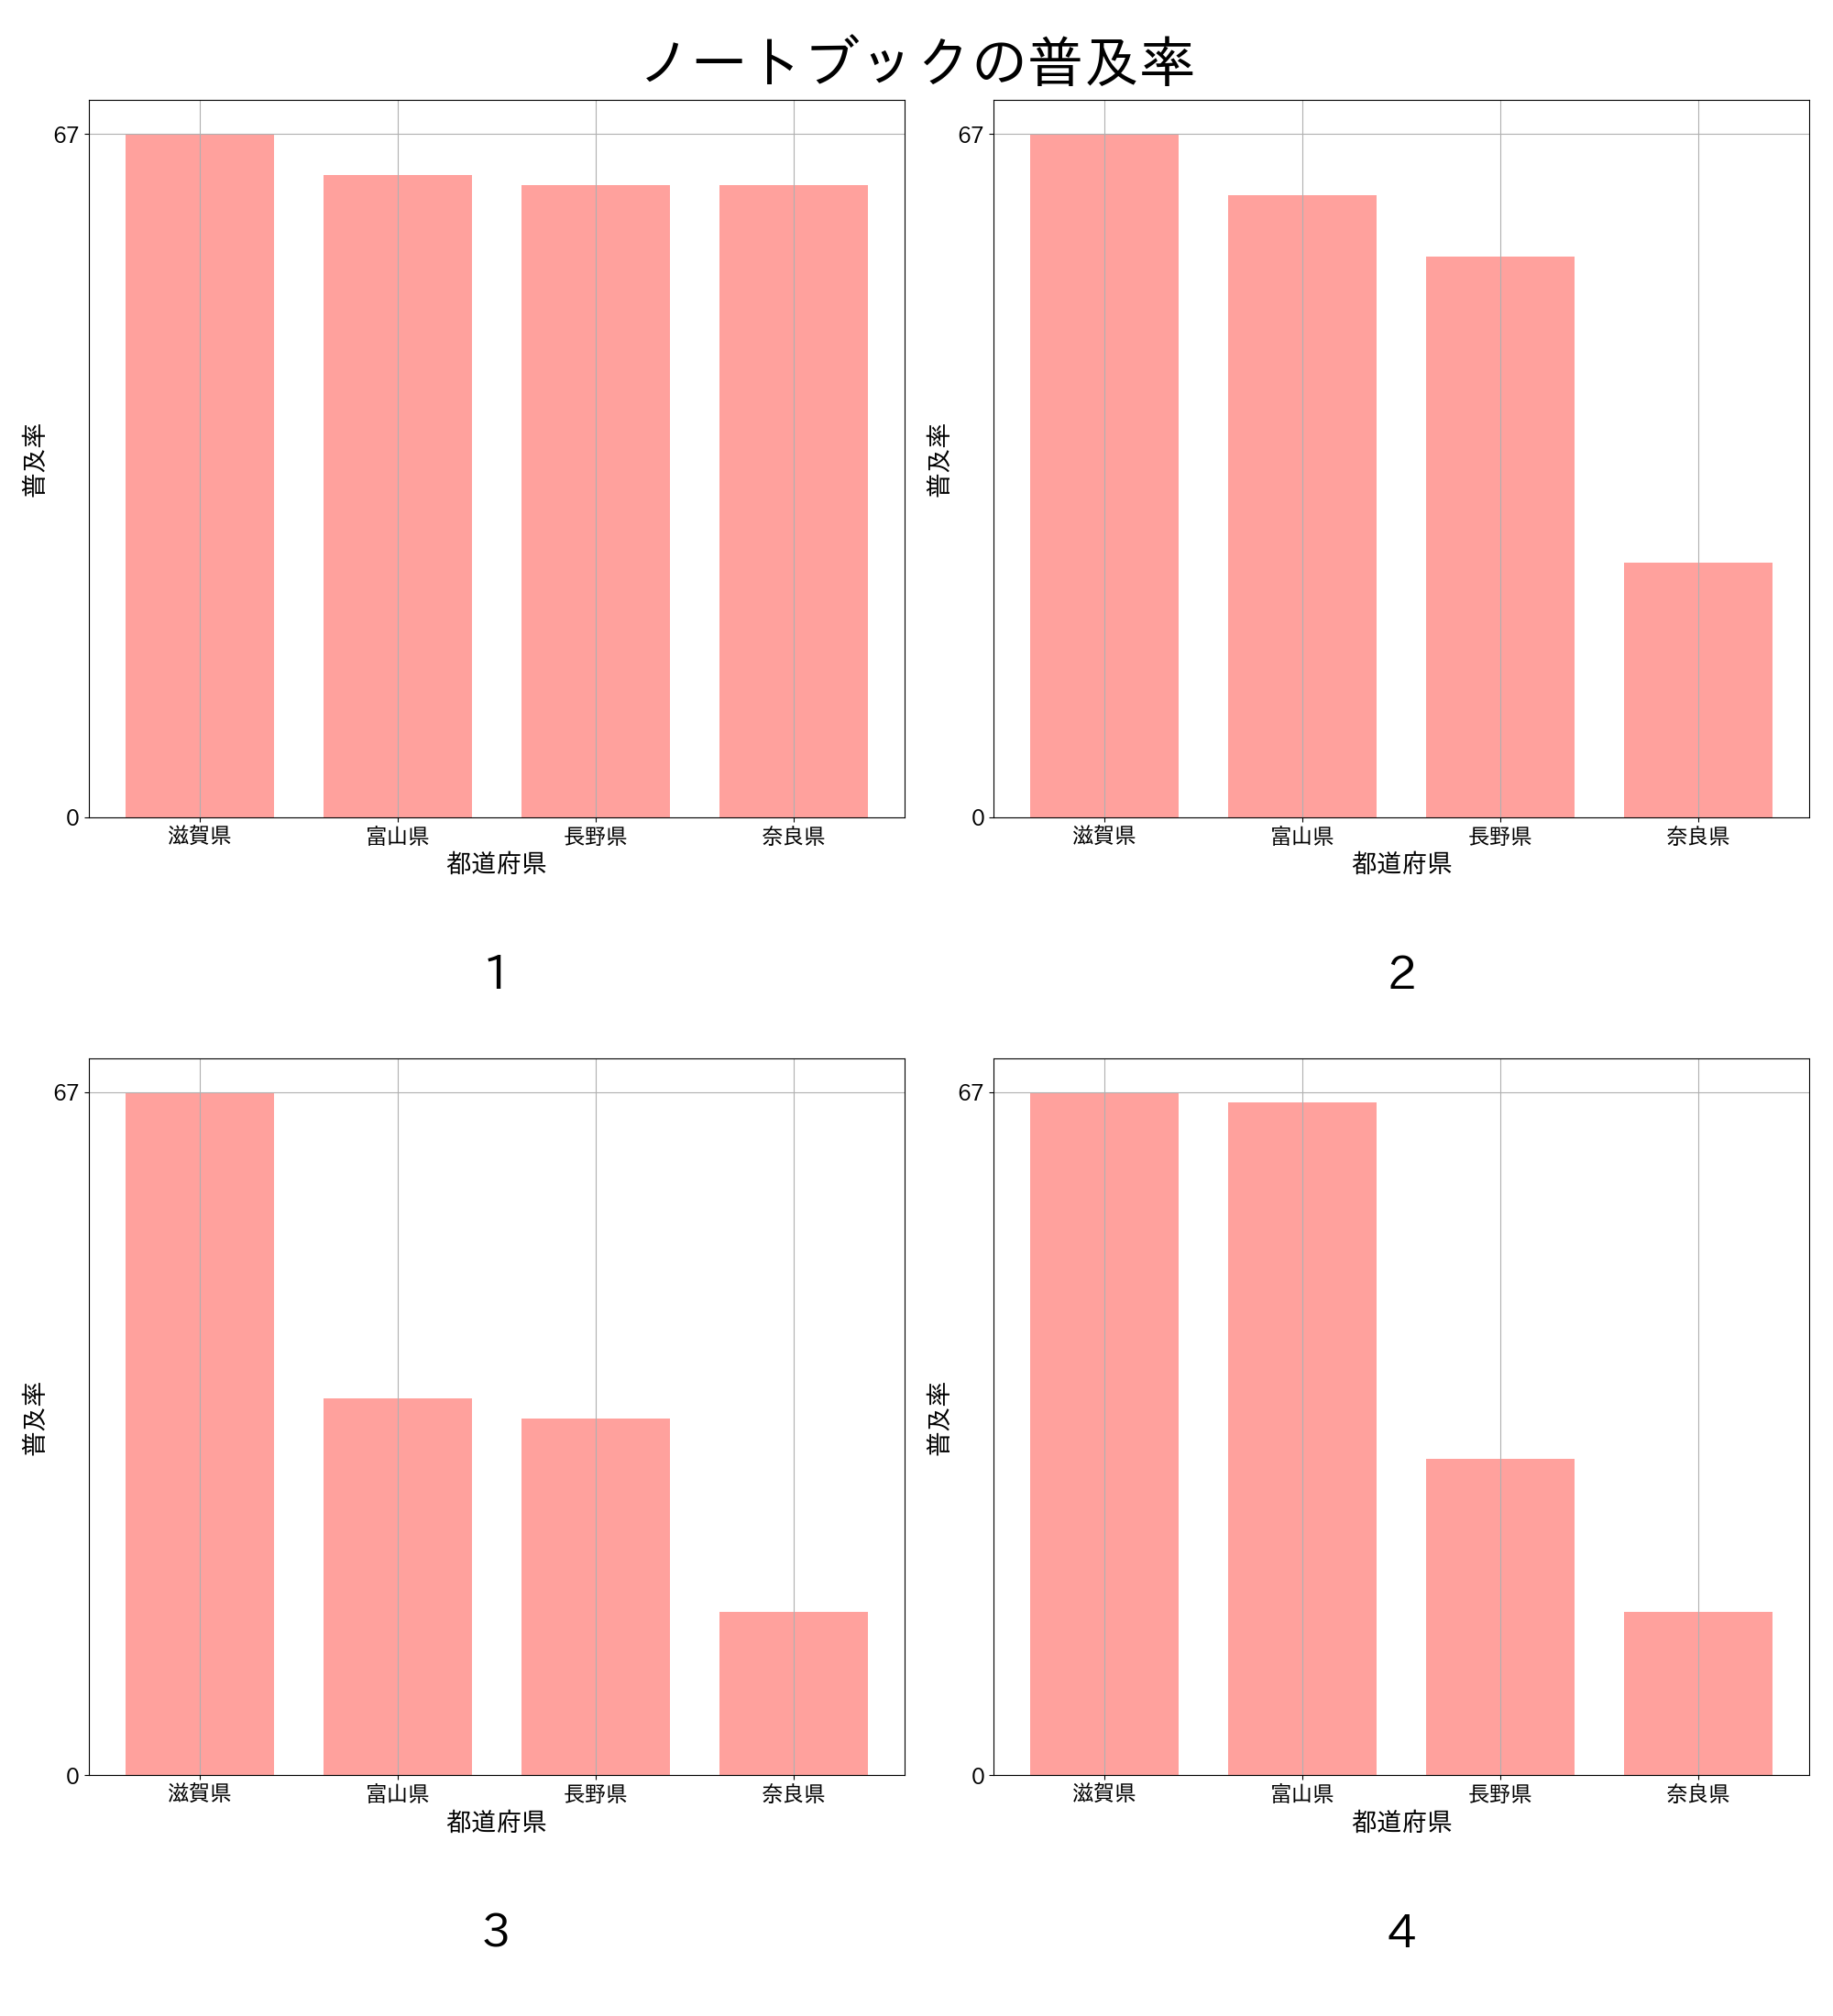 ノートブックの普及率
67
0
普及率
滋賀県 富山県 長野県 奈良県
都道府県
1
67
0
普及率
滋賀県 富山県 長野県 奈良県
都道府県
2
67
0
普及率
滋賀県 富山県 長野県 奈良県
都道府県
3
67
0
普及率
滋賀県 富山県 長野県 奈良県
都道府県
4